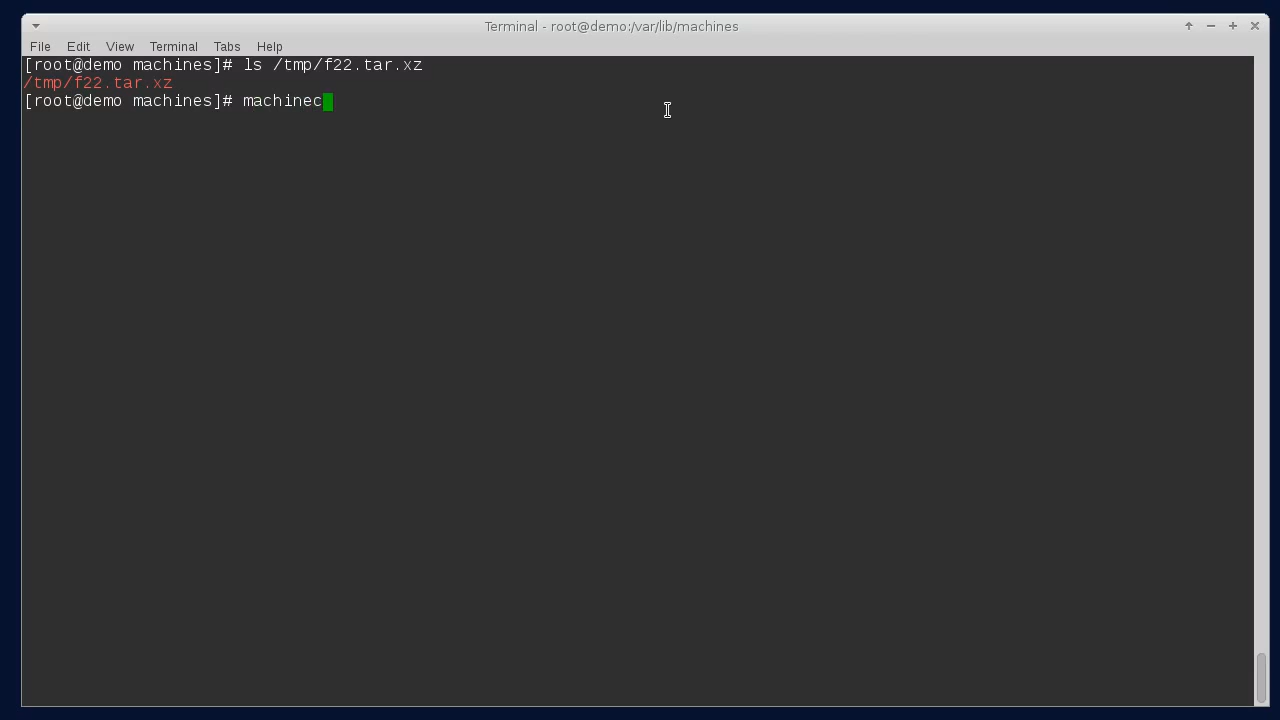 Terminal - root@demo:/var/lib/machines
File Edit View Terminal Tabs Help
[root@demo machines]# ls /tmp/f22.tar.xz
/tmp/f22.tar.xz
[root@demo machines]# machinec